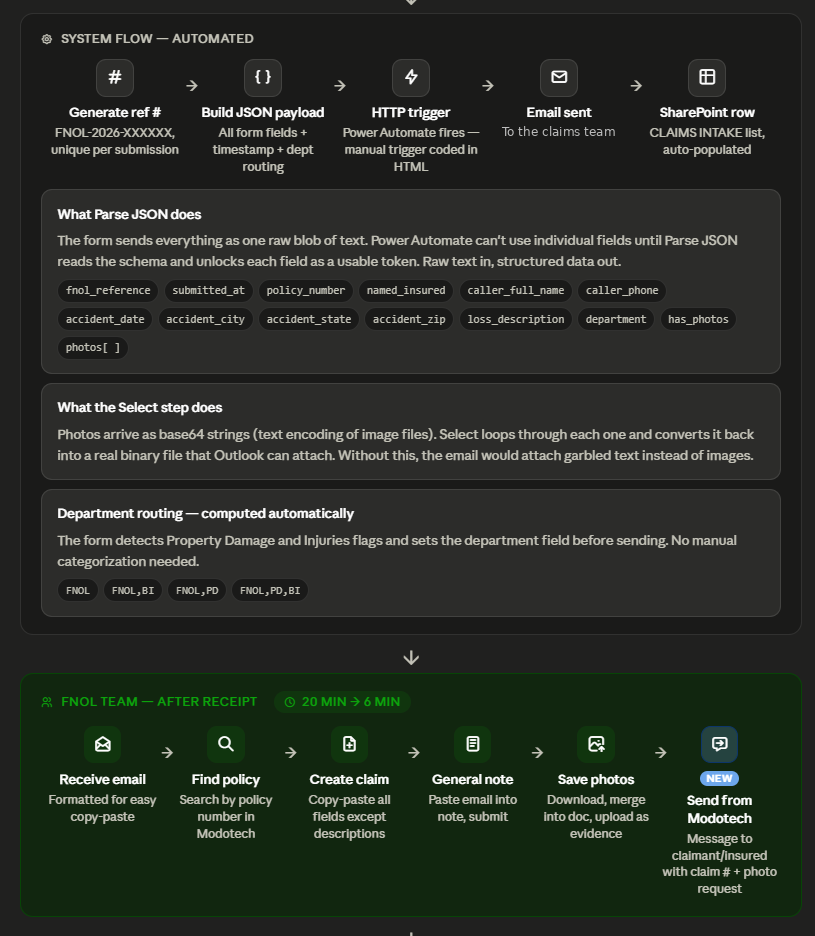 SYSTEM FLOW — AUTOMATED
#
Generate ref #
FNOL-2026-XXXXXX,
unique per submission
{ }
Build JSON payload
All form fields +
timestamp + dept
routing
HTTP trigger
Power Automate fires —
manual trigger coded in
HTML
Email sent
To the claims team
SharePoint row
CLAIMS INTAKE list,
auto-populated
What Parse JSON does
The form sends everything as one raw blob of text. Power Automate can't use individual fields until Parse JSON
reads the schema and unlocks each field as a usable token. Raw text in, structured data out.
fnol_reference submitted_at policy_number named_insured caller_full_name caller_phone
accident_date accident_city accident_state accident_zip loss_description department has_photos
photos[ ]
What the Select step does
Photos arrive as base64 strings (text encoding of image files). Select loops through each one and converts it back
into a real binary file that Outlook can attach. Without this, the email would attach garbled text instead of images.
Department routing — computed automatically
The form detects Property Damage and Injuries flags and sets the department field before sending. No manual
categorization needed.
FNOL FNOL,BI FNOL,PD FNOL,PD,BI
FNOL TEAM — AFTER RECEIPT 20 MIN → 6 MIN
Receive email
Formatted for easy
copy-paste
Find policy
Search by policy
number in
Modotech
Create claim
Copy-paste all
fields except
descriptions
General note
Paste email into
note, submit
Save photos
Download, merge
into doc, upload as
evidence
NEW
Send from
Modotech
Message to
claimant/insured
with claim # + photo
request